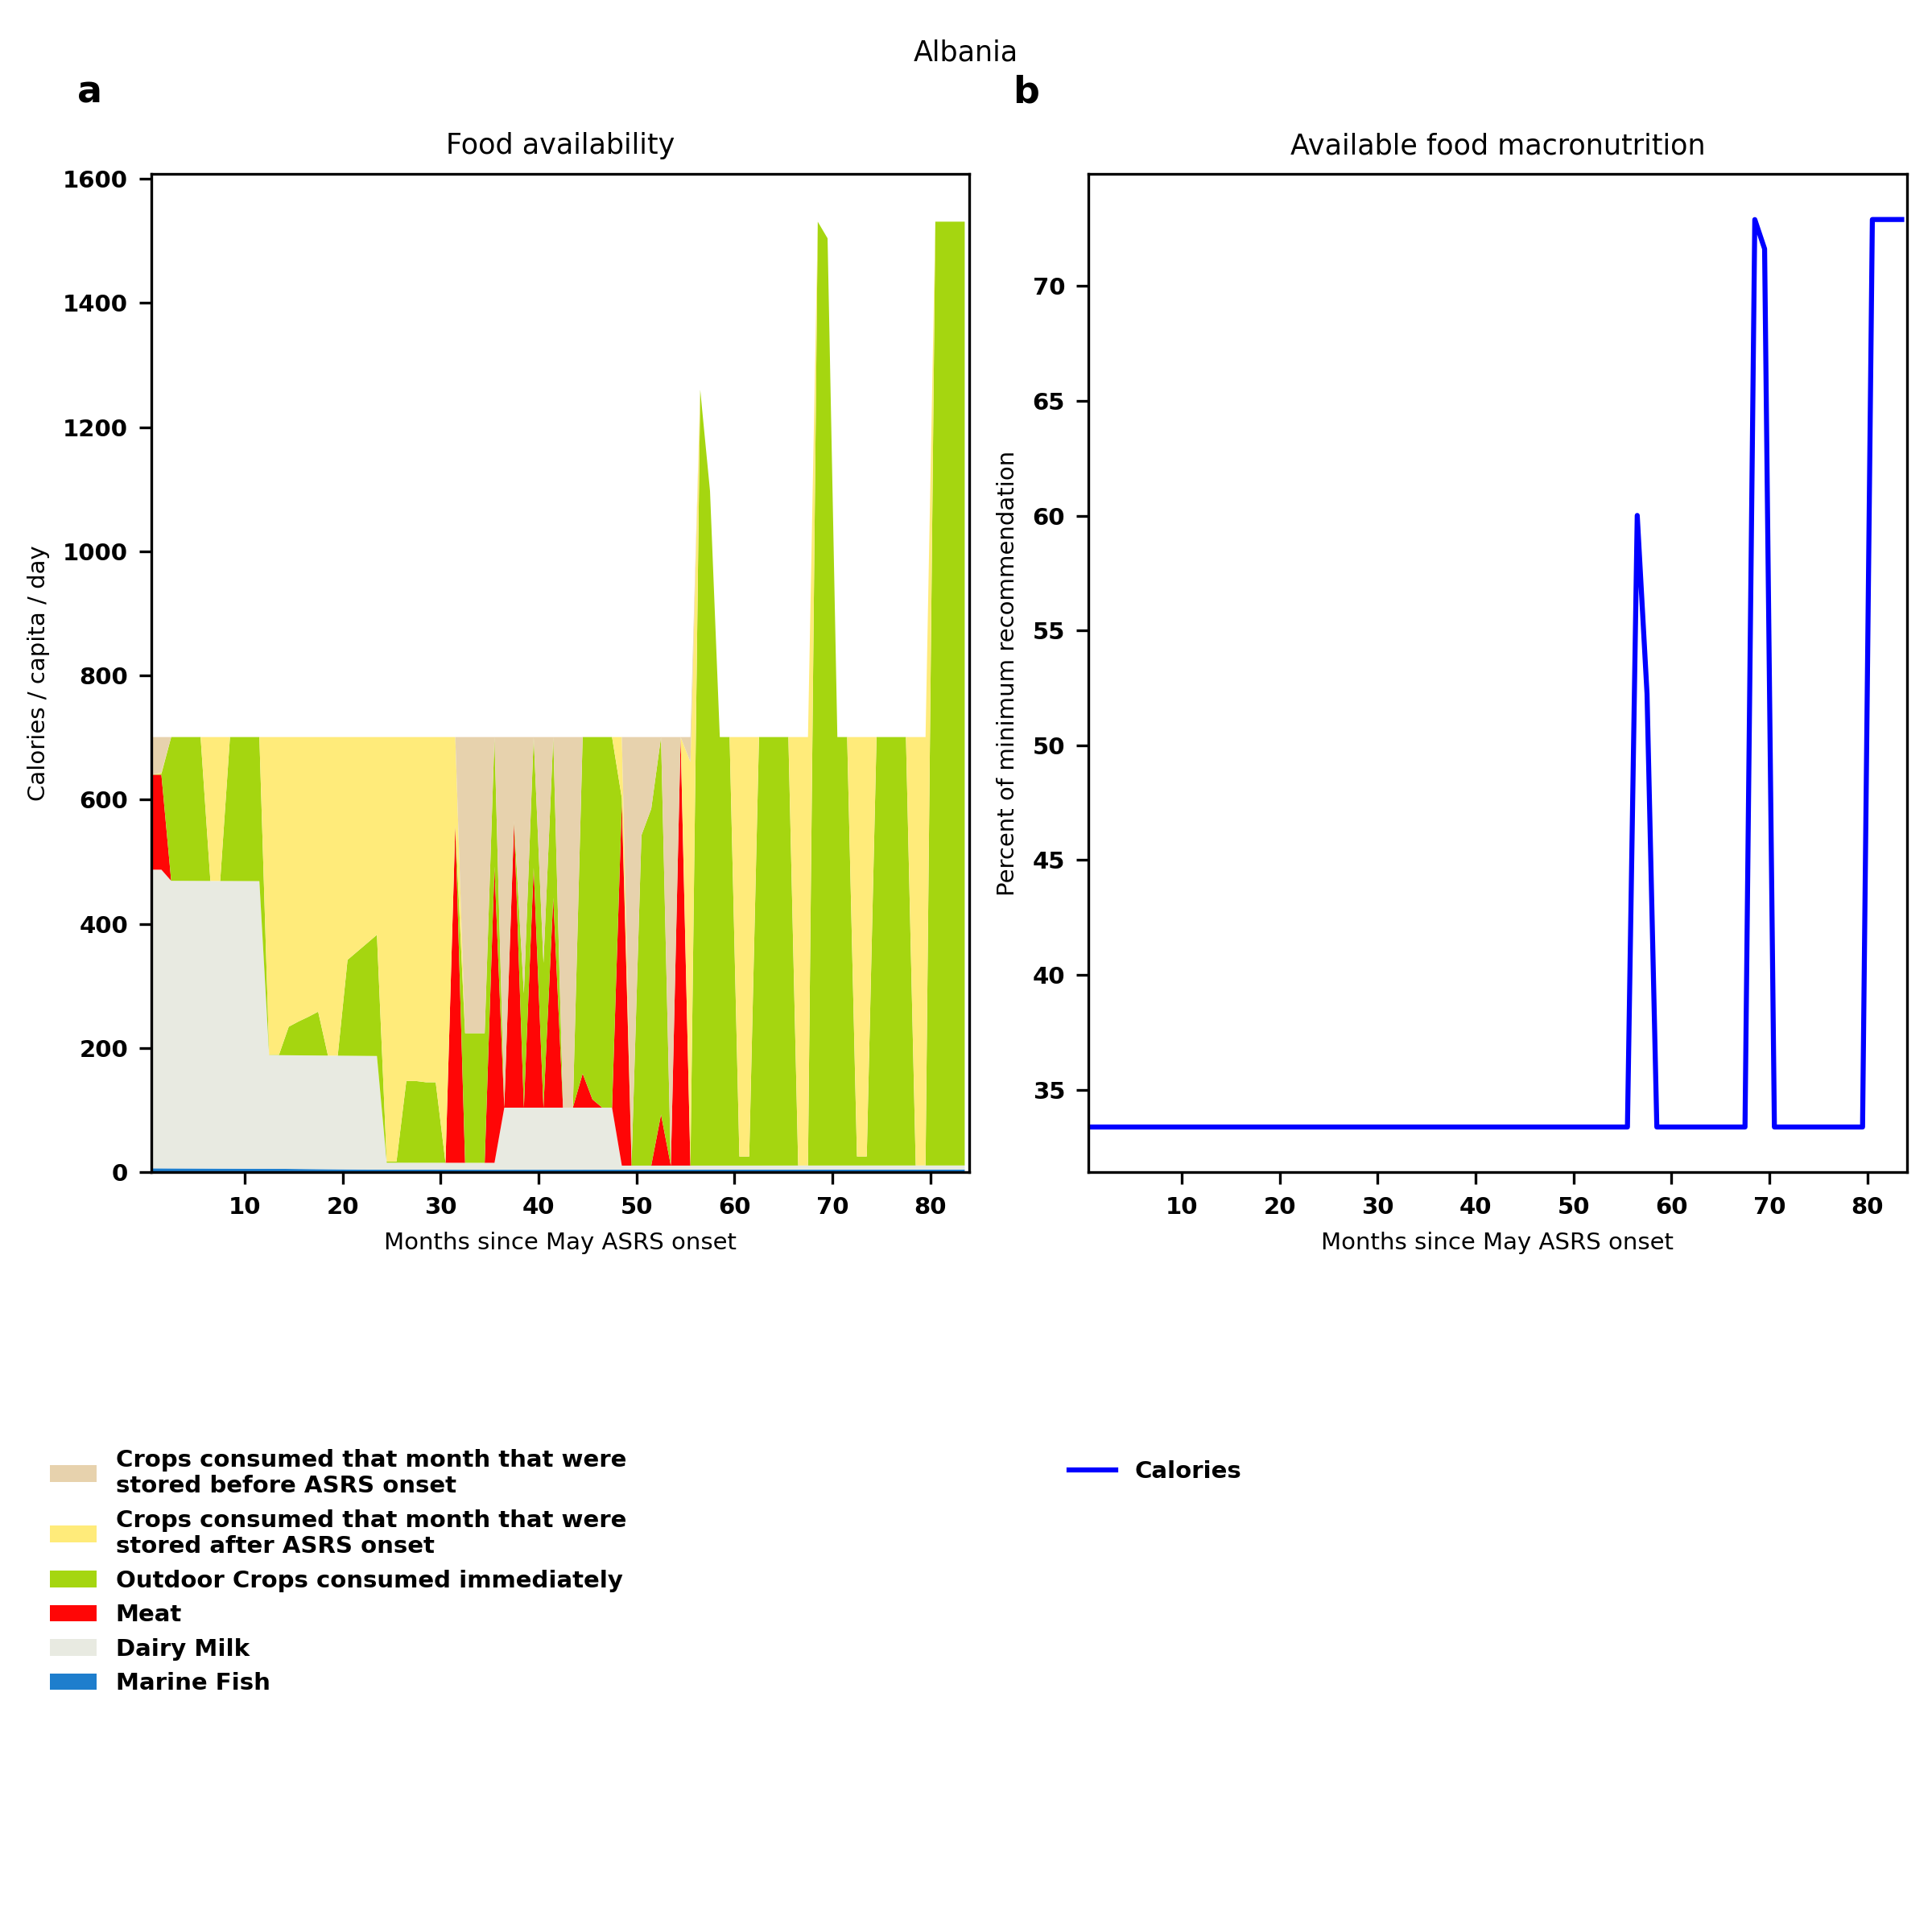 Albania
a
b
Food availability
Available food macronutrition
Calories / capita / day
1600
1400
1200
1000
800
600
400
200
0
10 20 30 40 50 60 70 80
Months since May ASRS onset
Percent of minimum recommendation
70
65
60
55
50
45
40
35
10 20 30 40 50 60 70 80
Months since May ASRS onset
Crops consumed that month that were
stored before ASRS onset
Crops consumed that month that were
stored after ASRS onset
Outdoor Crops consumed immediately
Meat
Dairy Milk
Marine Fish
Calories